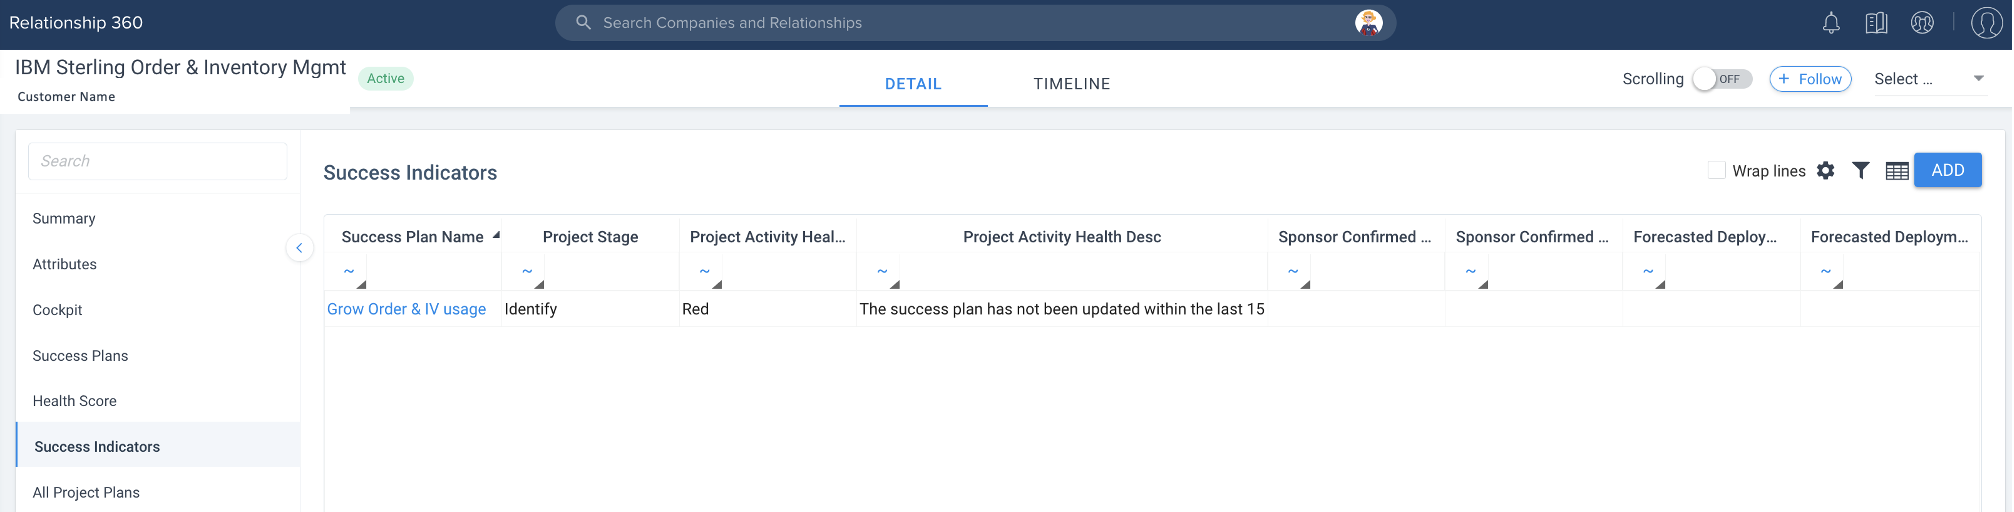 Relationship 360
Search Companies and Relationships
IBM Sterling Order & Inventory Mgmt
Active
Customer Name
DETAIL
TIMELINE
Scrolling OFF
+ Follow
Select ...
Search
Summary
Attributes
Cockpit
Success Plans
Health Score
Success Indicators
All Project Plans
Success Indicators
Wrap lines
ADD
Success Plan Name Project Stage Project Activity Heal... Project Activity Health Desc Sponsor Confirmed ... Sponsor Confirmed ... Forecasted Deploy... Forecasted Deploym...
~ ~ ~ ~ ~ ~ ~ ~
Grow Order & IV usage Identify Red The success plan has not been updated within the last 15